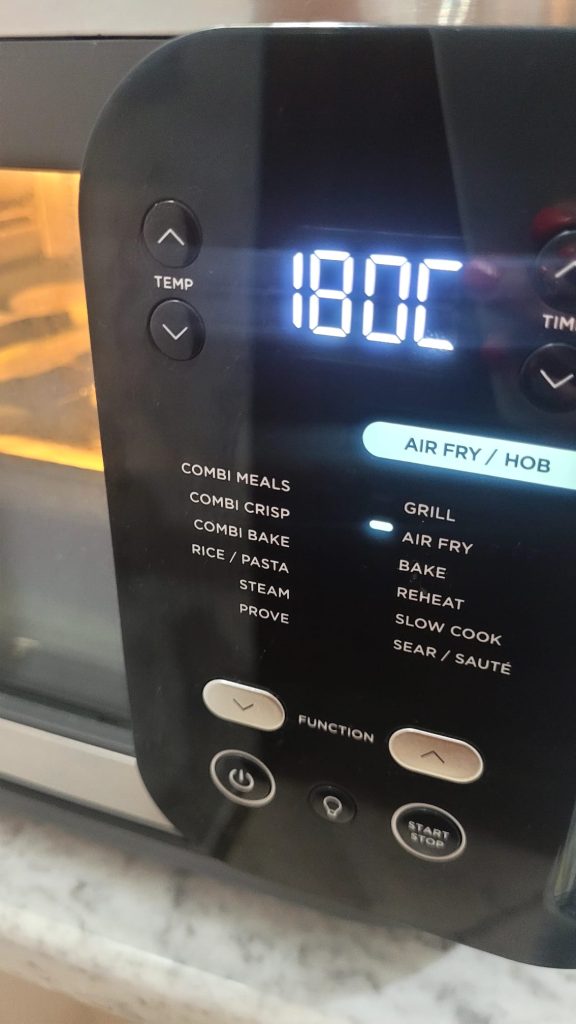 TEMP
180C
TIM
AIR FRY / HOB
COMBI MEALS
COMBI CRISP
COMBI BAKE
RICE / PASTA
STEAM
PROVE
GRILL
AIR FRY
BAKE
REHEAT
SLOW COOK
SEAR / SAUTÉ
FUNCTION
START
STOP